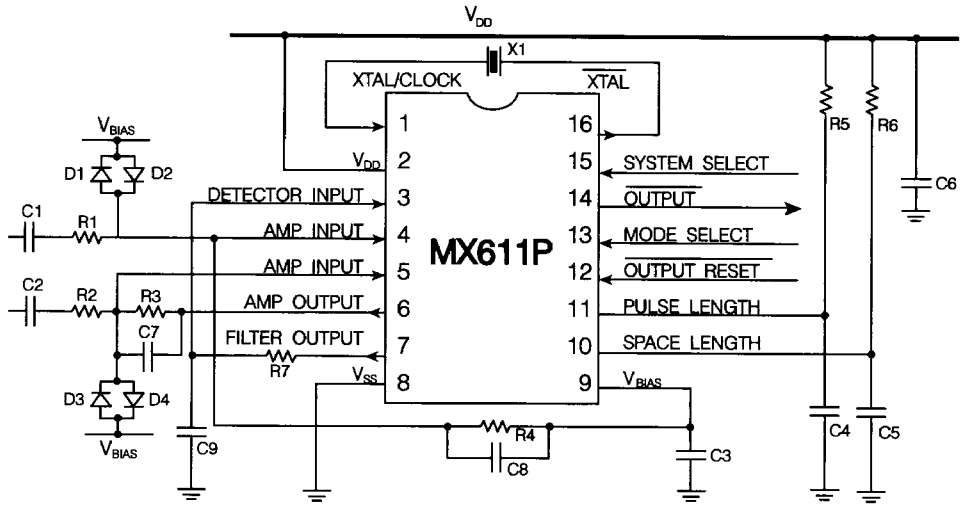 VDD
X1
XTAL/CLOCK
XTAL
1
16
R5
R6
VBIAS
VDD
2
15
SYSTEM SELECT
D1
D2
DETECTOR INPUT
3
14
OUTPUT
C6
C1
R1
AMP INPUT
4
MX611P
13
MODE SELECT
AMP INPUT
5
12
OUTPUT RESET
C2
R2
R3
AMP OUTPUT
6
11
PULSE LENGTH
C7
FILTER OUTPUT
7
10
SPACE LENGTH
R7
VSS
8
9
VBIAS
D3
D4
VBIAS
C9
R4
C8
C3
C4
C5